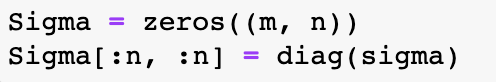 Sigma = zeros((m, n))
Sigma[:n, :n] = diag(sigma)